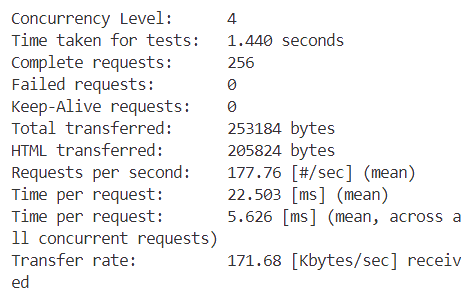 Concurrency Level:      4
Time taken for tests:   1.440 seconds
Complete requests:      256
Failed requests:        0
Keep-Alive requests:    0
Total transferred:      253184 bytes
HTML transferred:       205824 bytes
Requests per second:    177.76 [#/sec] (mean)
Time per request:       22.503 [ms] (mean)
Time per request:       5.626 [ms] (mean, across a
ll concurrent requests)
Transfer rate:          171.68 [Kbytes/sec] receiv
ed